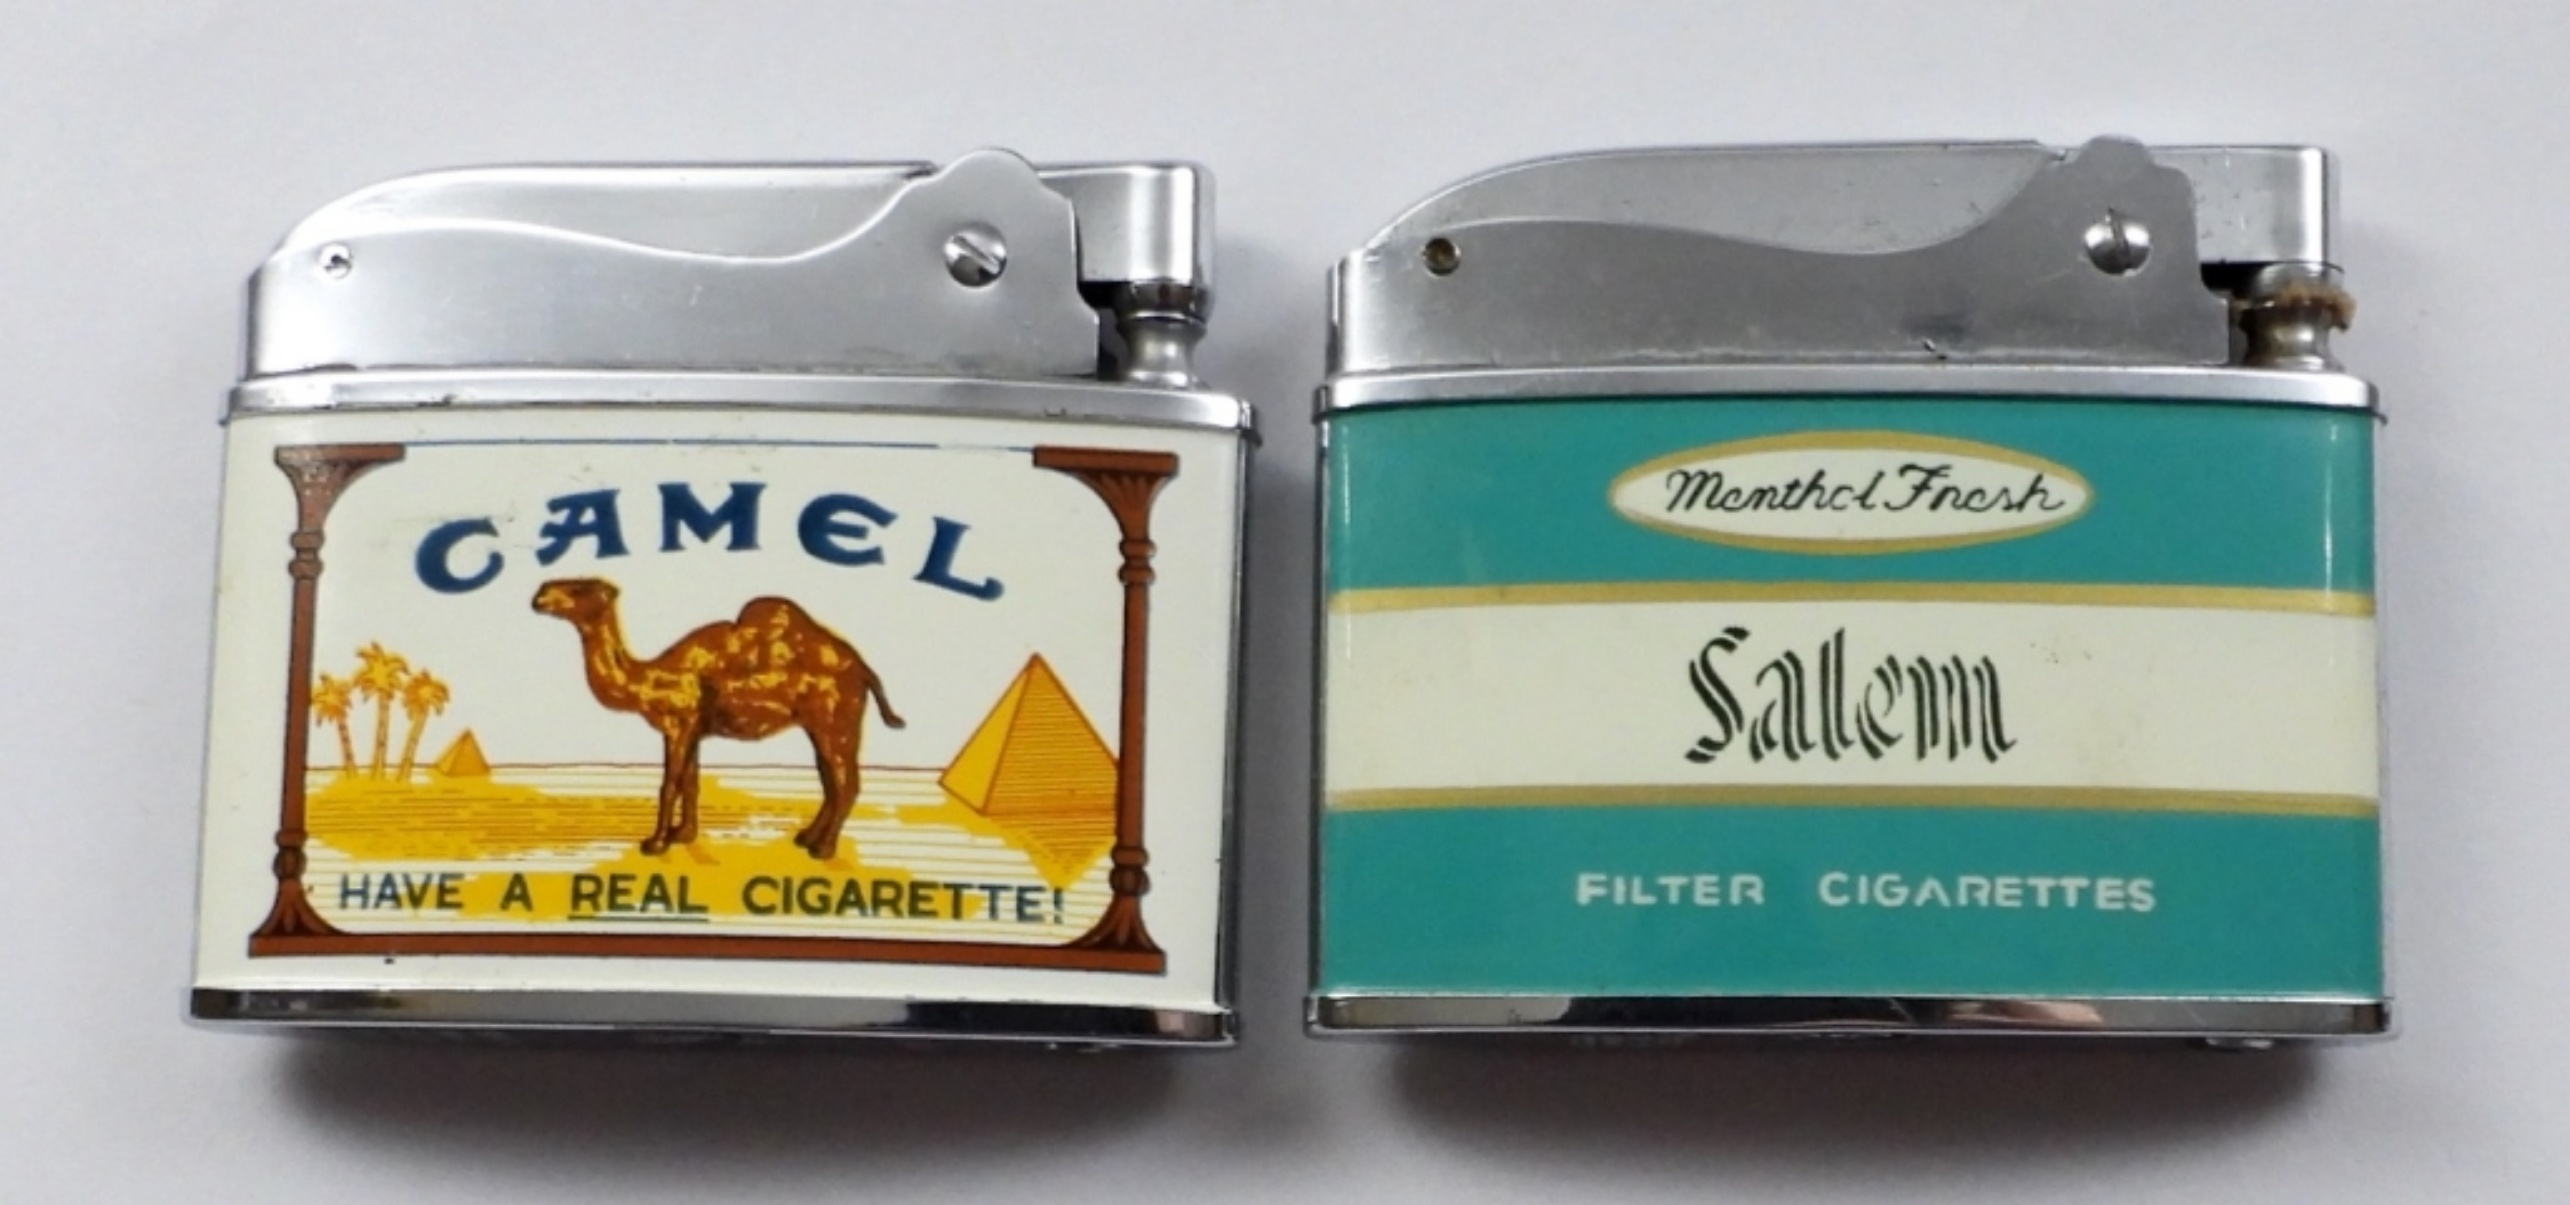 CAMEL
HAVE A REAL CIGARETTE!
Menthol Fresh
Salem
FILTER CIGARETTES